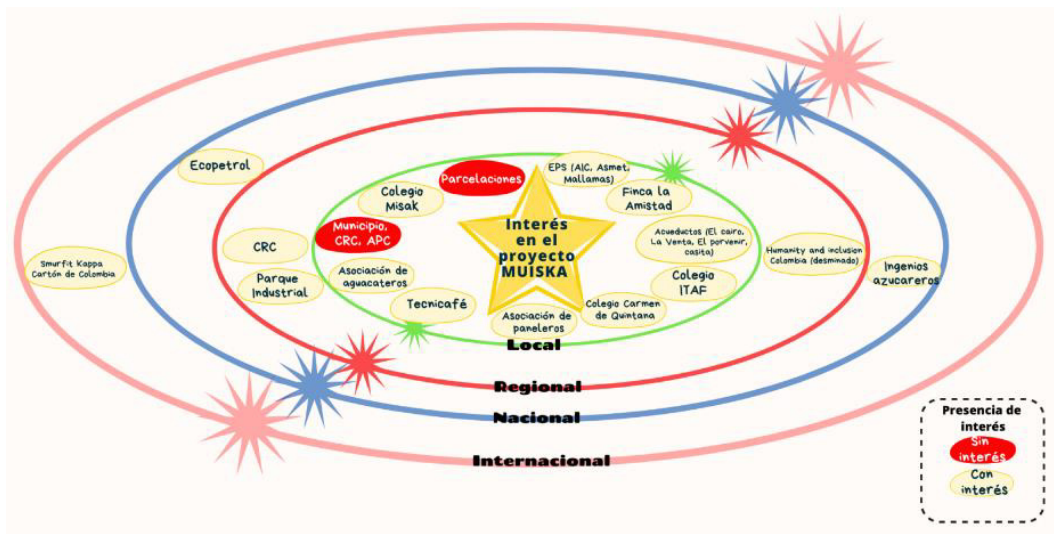 Ecopetrol
Parcelaciones
EPS (AIC, Asmet,
Mallamas)
Colegio
Misak
Finca la
Amistad
Municipio,
CRC, APC
Interés
en el
proyecto
MUISKA
Acueductos (El cairo,
La Venta, El porvenir,
casita)
CRC
Humanity and inclusion
Colombia (desminado)
Smurfit Kappa
Cartón de Colombia
Parque
Industrial
Asociación de
aguacateros
Colegio
ITAF
Ingenios
azucareros
Tecnicafé
Colegio Carmen
de Quintana
Asociación de
paneleros
Local
Regional
Nacional
Internacional
Presencia de
interés
Sin
interés
Con
interés